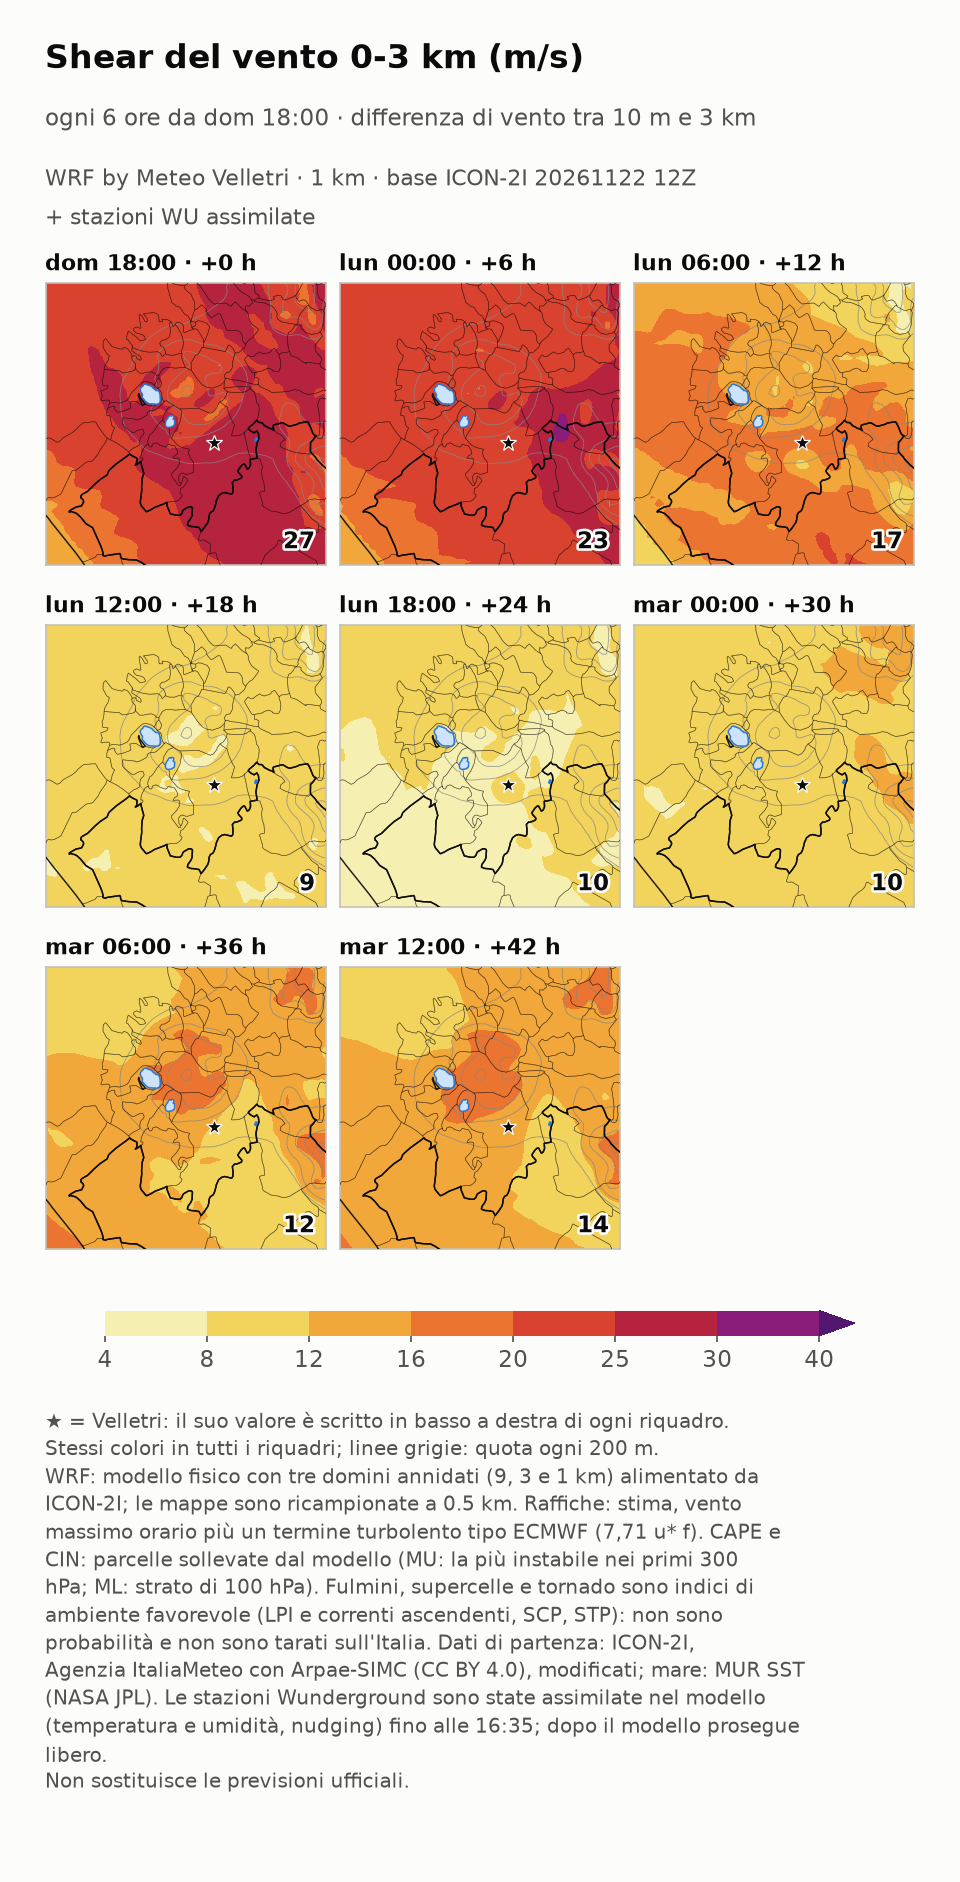 Shear del vento 0-3 km (m/s)
ogni 6 ore da dom 18:00 · differenza di vento tra 10 m e 3 km
WRF by Meteo Velletri · 1 km · base ICON-2I 20261122 12Z
+ stazioni WU assimilate
dom 18:00 · +0 h
lun 00:00 · +6 h
lun 06:00 · +12 h
27
23
17
lun 12:00 · +18 h
lun 18:00 · +24 h
mar 00:00 · +30 h
9
10
10
mar 06:00 · +36 h
mar 12:00 · +42 h
12
14
4 8 12 16 20 25 30 40
★ = Velletri: il suo valore è scritto in basso a destra di ogni riquadro.
Stessi colori in tutti i riquadri; linee grigie: quota ogni 200 m.
WRF: modello fisico con tre domini annidati (9, 3 e 1 km) alimentato da
ICON-2I; le mappe sono ricampionate a 0.5 km. Raffiche: stima, vento
massimo orario più un termine turbolento tipo ECMWF (7,71 u* f). CAPE e
CIN: parcelle sollevate dal modello (MU: la più instabile nei primi 300
hPa; ML: strato di 100 hPa). Fulmini, supercelle e tornado sono indici di
ambiente favorevole (LPI e correnti ascendenti, SCP, STP): non sono
probabilità e non sono tarati sull'Italia. Dati di partenza: ICON-2I,
Agenzia ItaliaMeteo con Arpae-SIMC (CC BY 4.0), modificati; mare: MUR SST
(NASA JPL). Le stazioni Wunderground sono state assimilate nel modello
(temperatura e umidità, nudging) fino alle 16:35; dopo il modello prosegue
libero.
Non sostituisce le previsioni ufficiali.